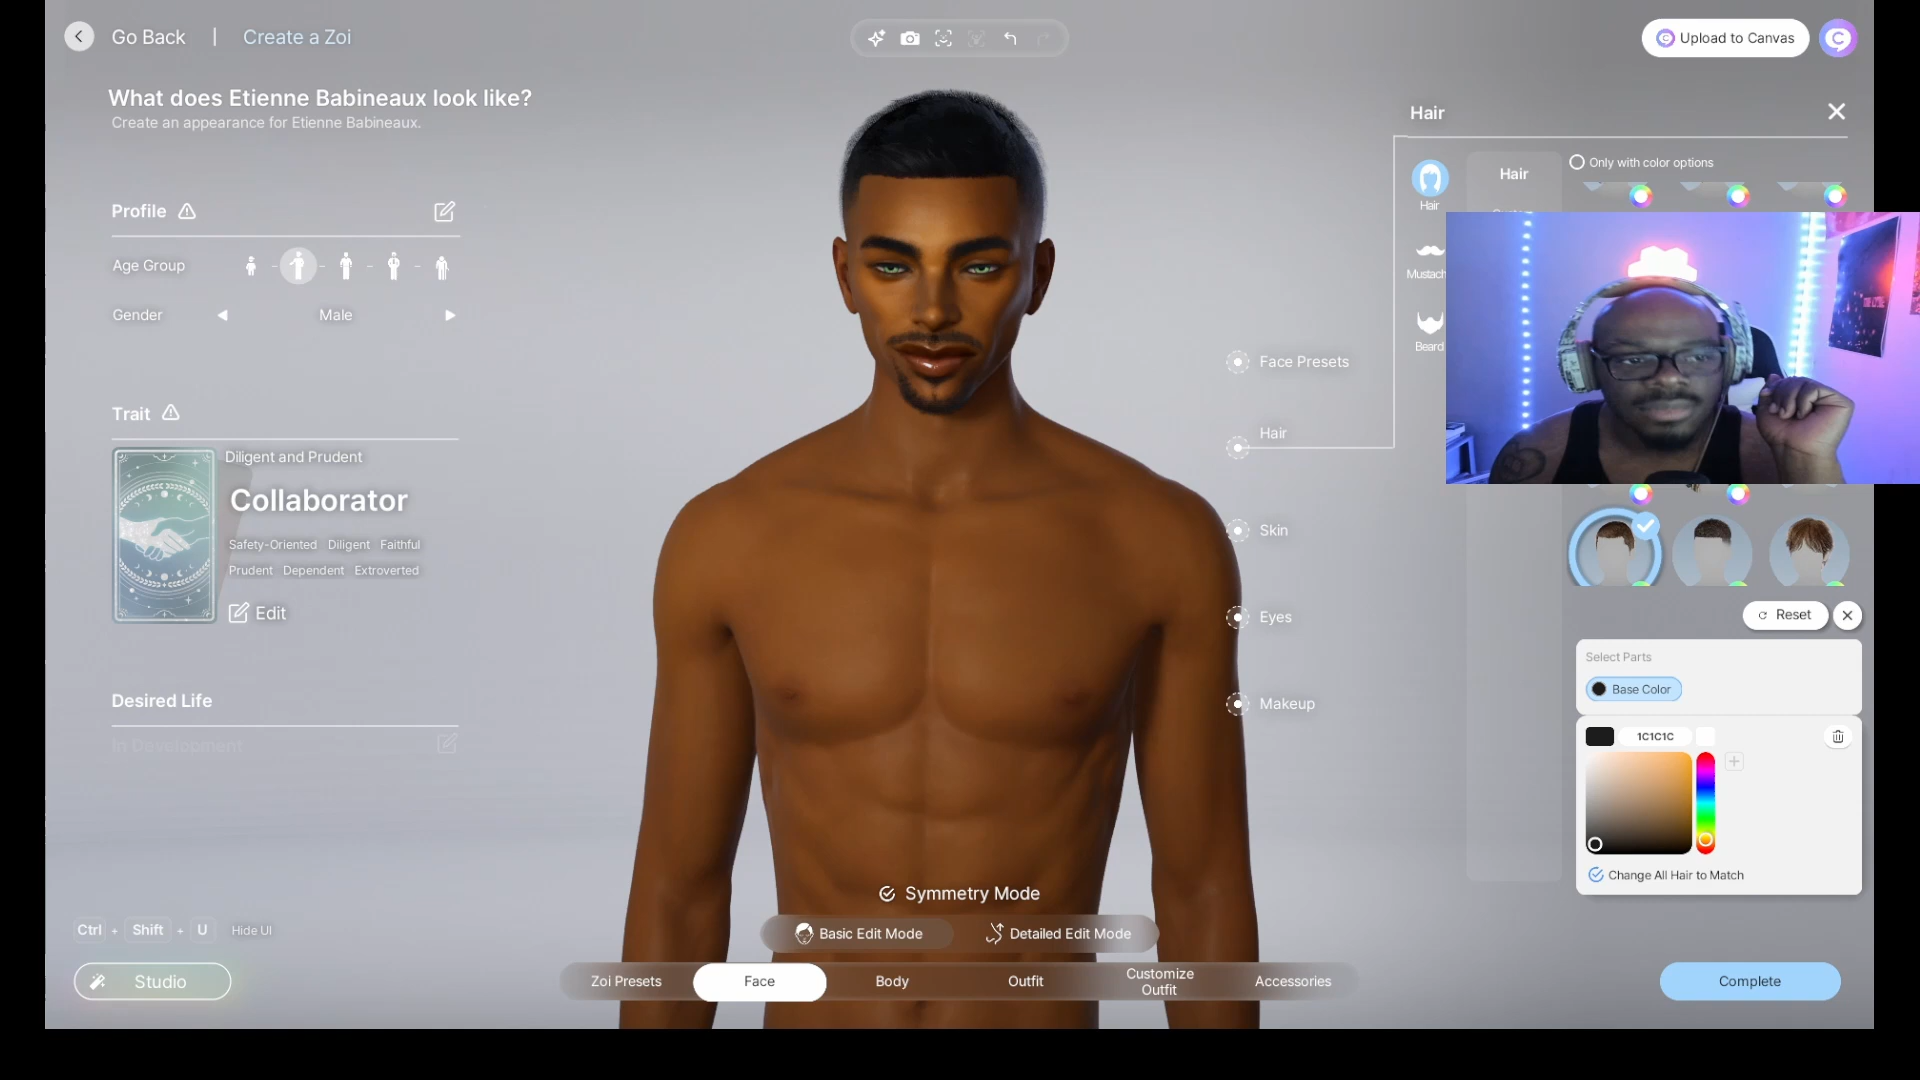 Go Back | Create a Zoi
Upload to Canvas
What does Etienne Babineaux look like?
Create an appearance for Etienne Babineaux.
Profile
Age Group
Gender
Male
Trait
Diligent and Prudent
Collaborator
Safety-Oriented Diligent Faithful
Prudent Dependent Extroverted
Edit
Desired Life
In Development
Ctrl + Shift + U Hide UI
Studio
Face Presets
Hair
Skin
Eyes
Makeup
Symmetry Mode
Basic Edit Mode
Detailed Edit Mode
Zoi Presets
Face
Body
Outfit
Customize
Outfit
Accessories
Hair
Hair
Mustach
Beard
Hair
Only with color options
Reset
Select Parts
Base Color
1C1C1C
Change All Hair to Match
Complete